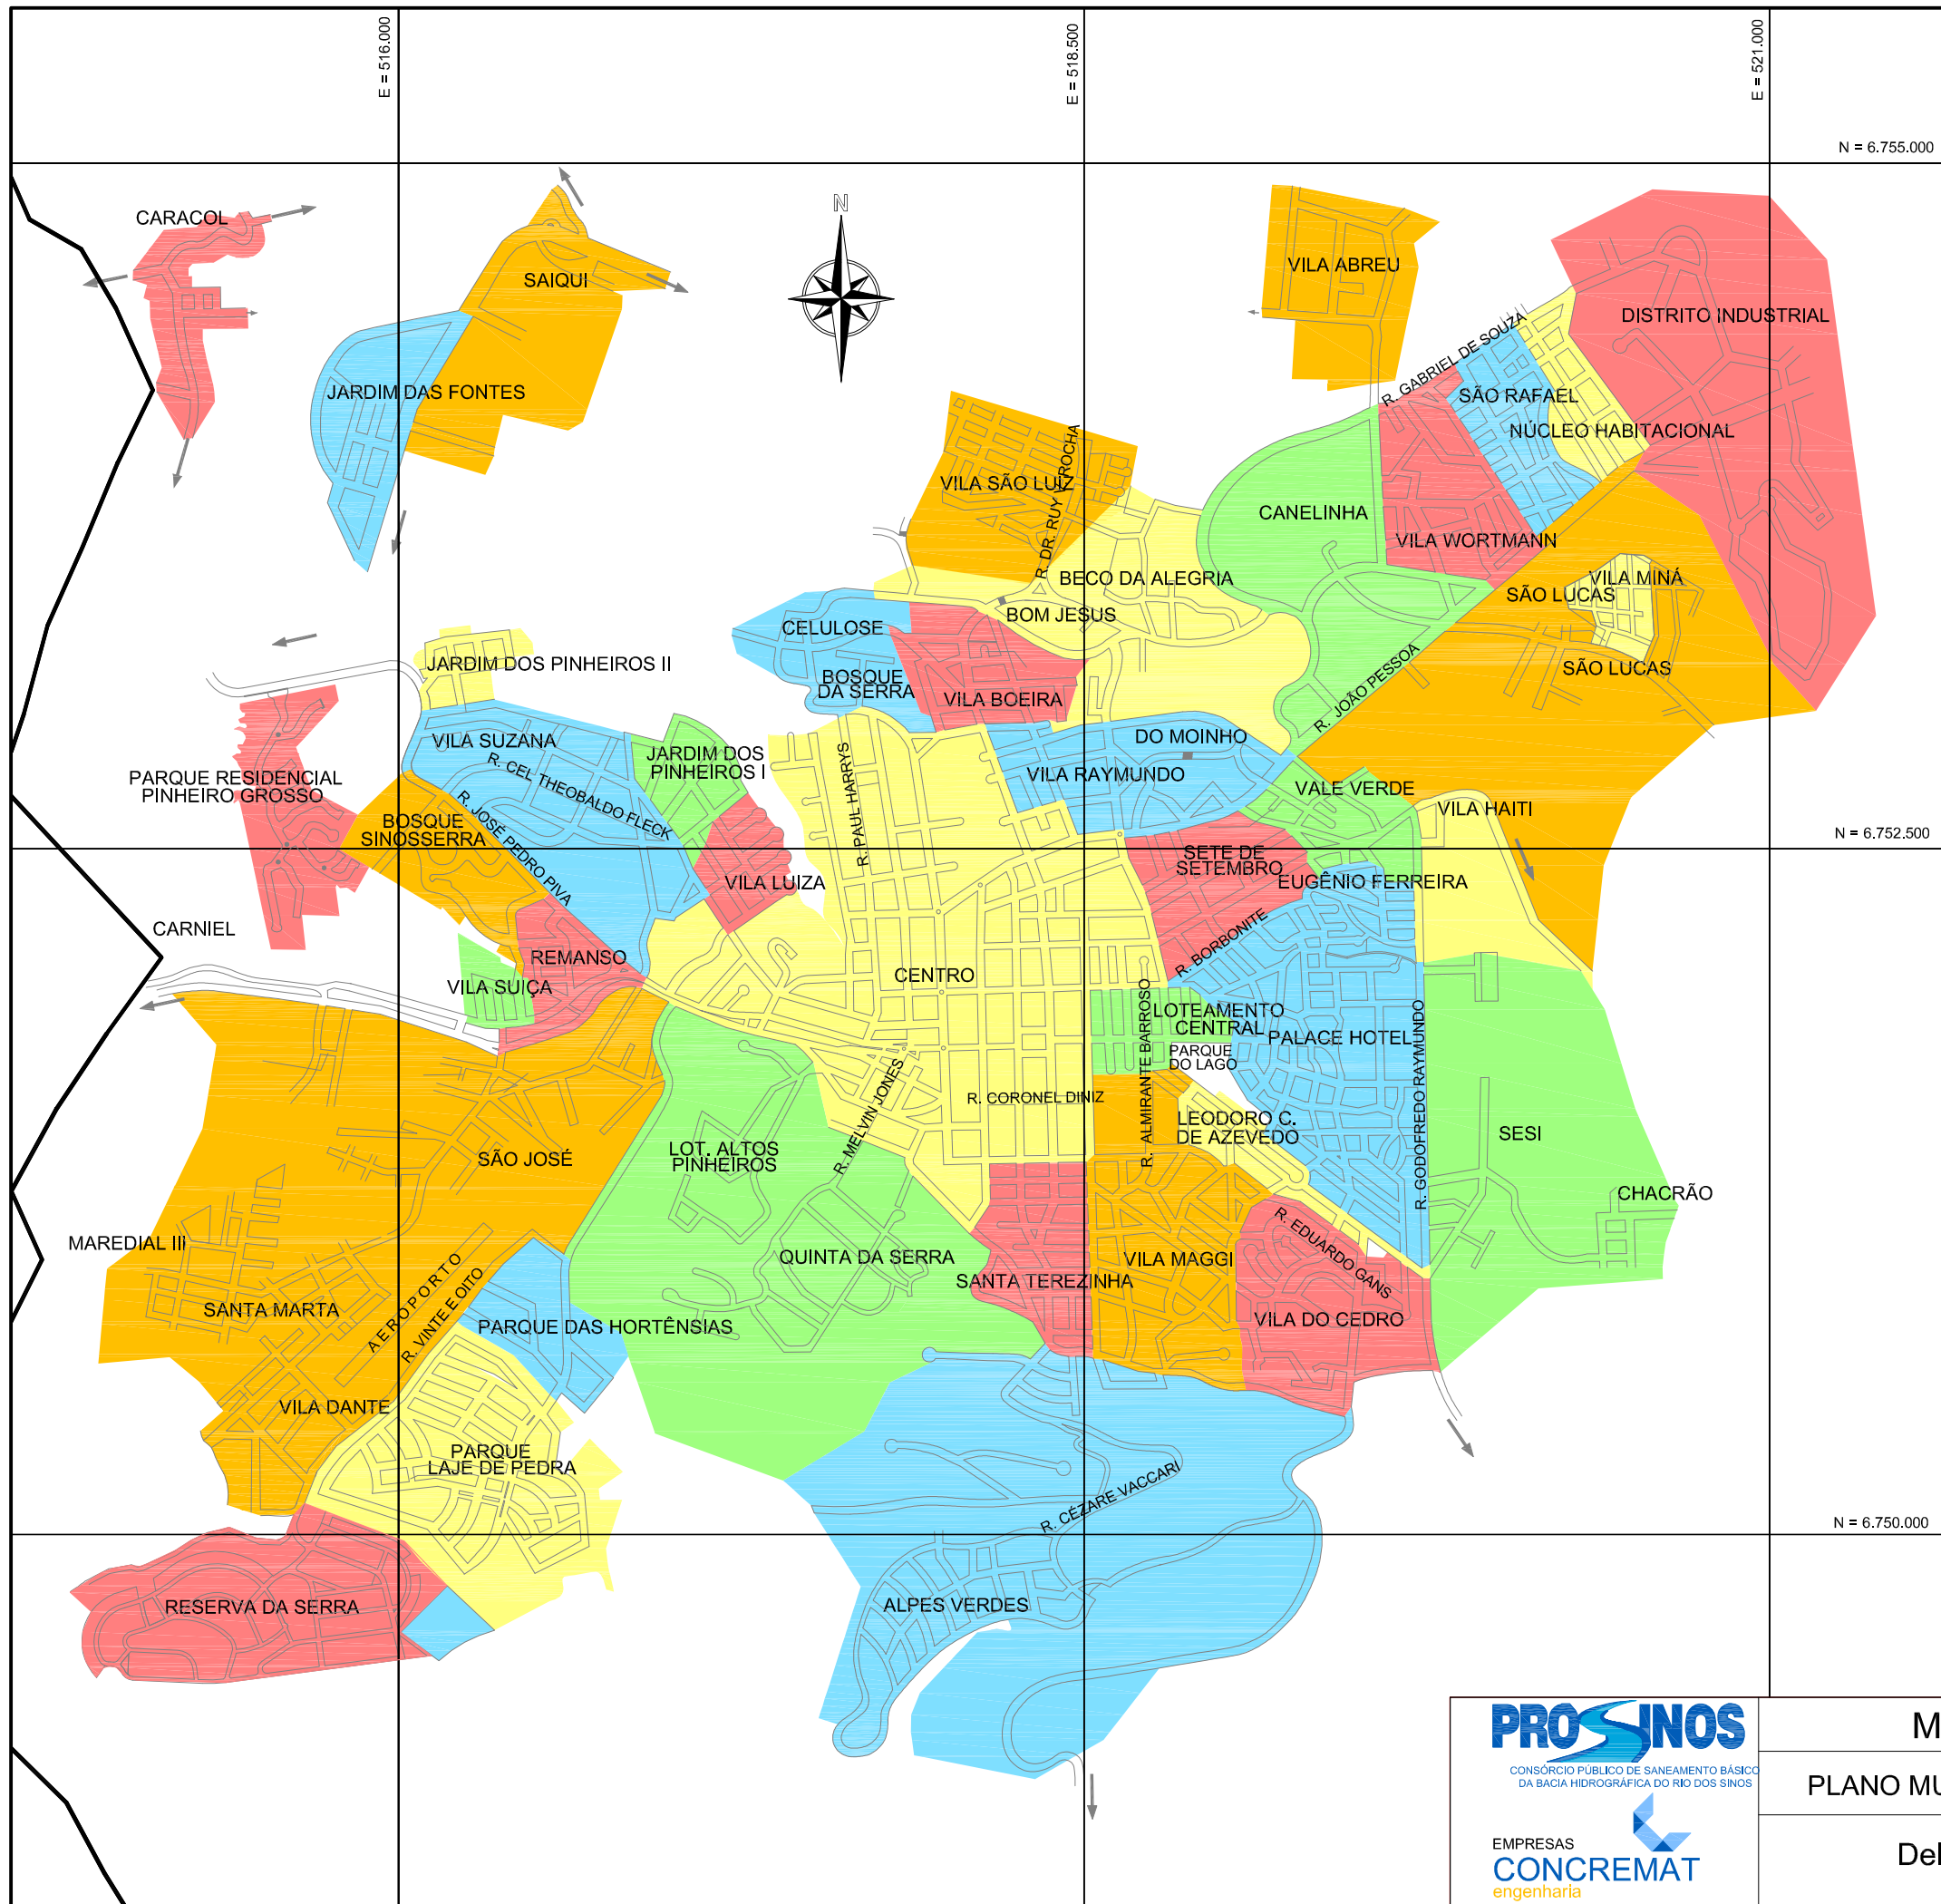 E = 516.000
E = 518.500
E = 521.000
N = 6.755.000
CARACOL
N
SAIQUI
VILA ABREU
DISTRITO INDUSTRIAL
R. GABRIEL DE SOUZA
JARDIM DAS FONTES
SÃO RAFAEL
NÚCLEO HABITACIONAL
VILA SÃO LUIZ
R. DR. RUY V. ROCHA
CANELINHA
VILA WORTMANN
BECO DA ALEGRIA
VILA MINÁ
SÃO LUCAS
BOM JESUS
CELULOSE
JARDIM DOS PINHEIROS II
SÃO LUCAS
BOSQUE
DA SERRA
VILA BOEIRA
R. JOÃO PESSOA
VILA SUZANA
DO MOINHO
JARDIM DOS
PINHEIROS I
R. CEL THEOBALDO FLECK
VILA RAYMUNDO
PARQUE RESIDENCIAL
PINHEIRO GROSSO
VALE VERDE
R. PAUL HARRYS
VILA HAITI
BOSQUE
SINOSSERRA
R. JOSÉ PEDRO PIVA
N = 6.752.500
SETE DE
SETEMBRO
VILA LUIZA
EUGÊNIO FERREIRA
CARNIEL
R. BORBONITE
REMANSO
CENTRO
VILA SUIÇA
LOTEAMENTO
CENTRAL
PALACE HOTEL
PARQUE
DO LAGO
R. ALMIRANTE BARROSO
R. GODOFREDO RAYMUNDO
R. CORONEL DINIZ
R. MELVIN JONES
LEODORO C.
DE AZEVEDO
SESI
SÃO JOSÉ
LOT. ALTOS
PINHEIROS
CHACRÃO
MAREDIAL III
R. EDUARDO GANS
QUINTA DA SERRA
VILA MAGGI
SANTA TEREZINHA
AEROPORTO
R. VINTE E OITO
SANTA MARTA
VILA DO CEDRO
PARQUE DAS HORTÊNSIAS
VILA DANTE
PARQUE
LAJE DE PEDRA
R. CÉZARE VACCARI
N = 6.750.000
RESERVA DA SERRA
ALPES VERDES
PROSINOS
CONSÓRCIO PÚBLICO DE SANEAMENTO BÁSICO
DA BACIA HIDROGRÁFICA DO RIO DOS SINOS
EMPRESAS
CONCREMAT
engenharia
M
PLANO MU
Del